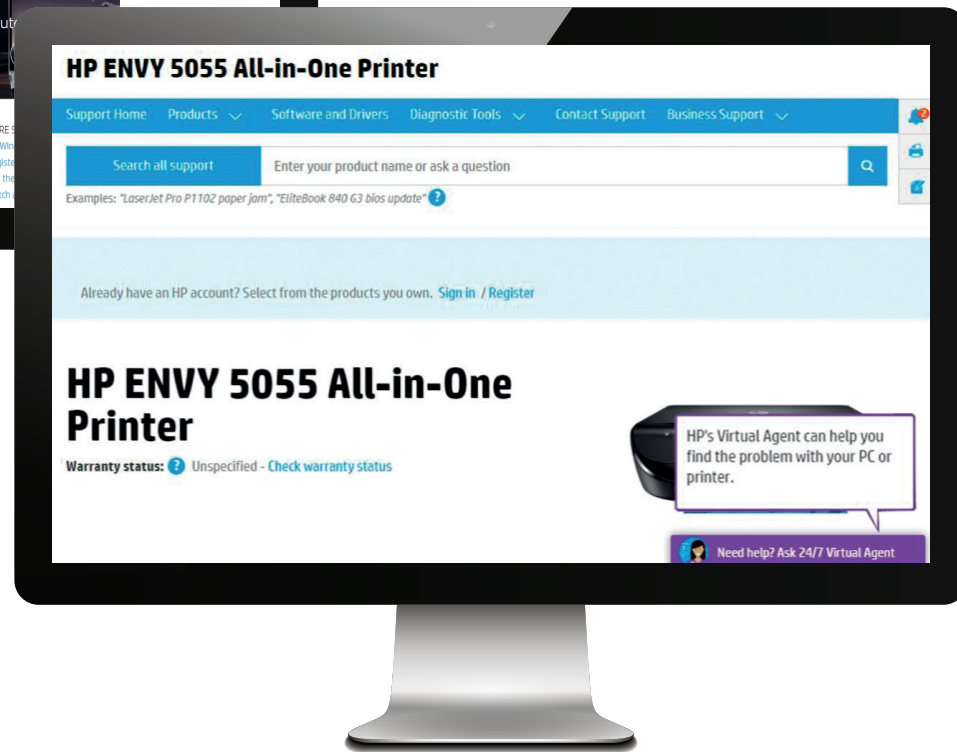 HP ENVY 5055 All-in-One Printer
Support Home Products Software and Drivers Diagnostic Tools Contact Support Business Support
2
Search all support Enter your product name or ask a question
Examples: "LaserJet Pro P1102 paper jam", "EliteBook 840 G3 bios update" ?
Already have an HP account? Select from the products you own. Sign in / Register
HP ENVY 5055 All-in-One
Printer
Warranty status: ? Unspecified - Check warranty status
HP's Virtual Agent can help you
find the problem with your PC or
printer.
Need help? Ask 24/7 Virtual Agent